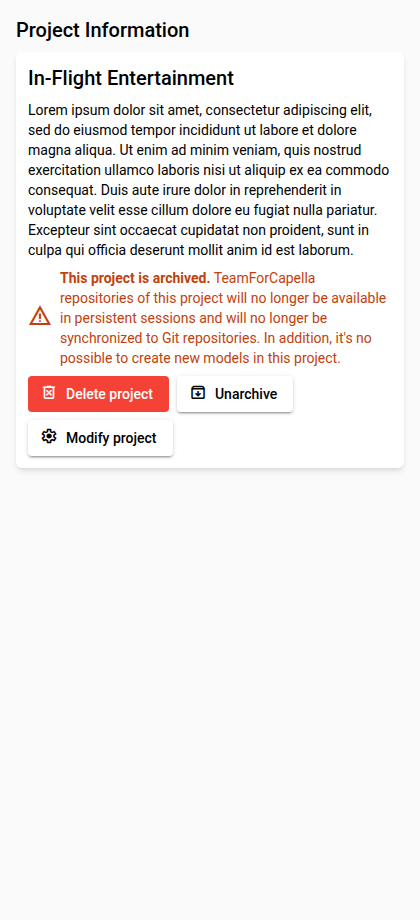 Project Information
In-Flight Entertainment
Lorem ipsum dolor sit amet, consectetur adipiscing elit,
sed do eiusmod tempor incididunt ut labore et dolore
magna aliqua. Ut enim ad minim veniam, quis nostrud
exercitation ullamco laboris nisi ut aliquip ex ea commodo
consequat. Duis aute irure dolor in reprehenderit in
voluptate velit esse cillum dolore eu fugiat nulla pariatur.
Excepteur sint occaecat cupidatat non proident, sunt in
culpa qui officia deserunt mollit anim id est laborum.
This project is archived. TeamForCapella
repositories of this project will no longer be available
in persistent sessions and will no longer be
synchronized to Git repositories. In addition, it's no
possible to create new models in this project.
Delete project
Unarchive
Modify project